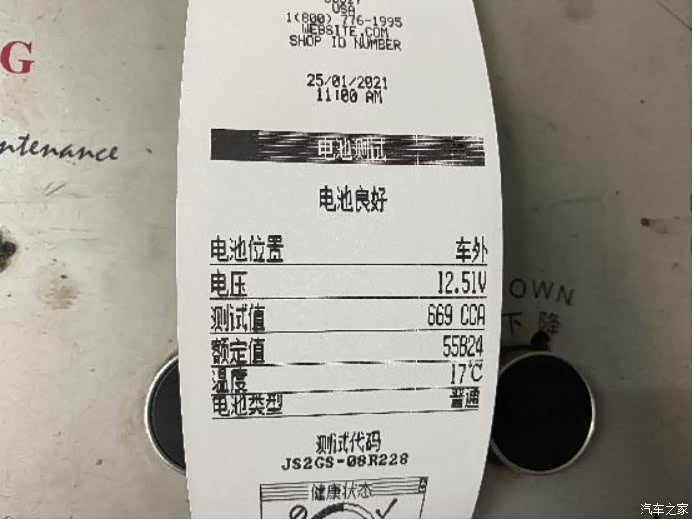 USA
1(800) 776-1995
WEBSITE.COM
SHOP ID NUMBER
G
25/01/2021
11:00 AM
ntenance
电池测试
电池良好
电池位置 车外
电压 12.51V
OWN
测试值 669 CCA
下降
额定值 55B24
温度 17℃
电池类型 普通
测试代码
JS2GS-08R228
健康状态
汽车之家